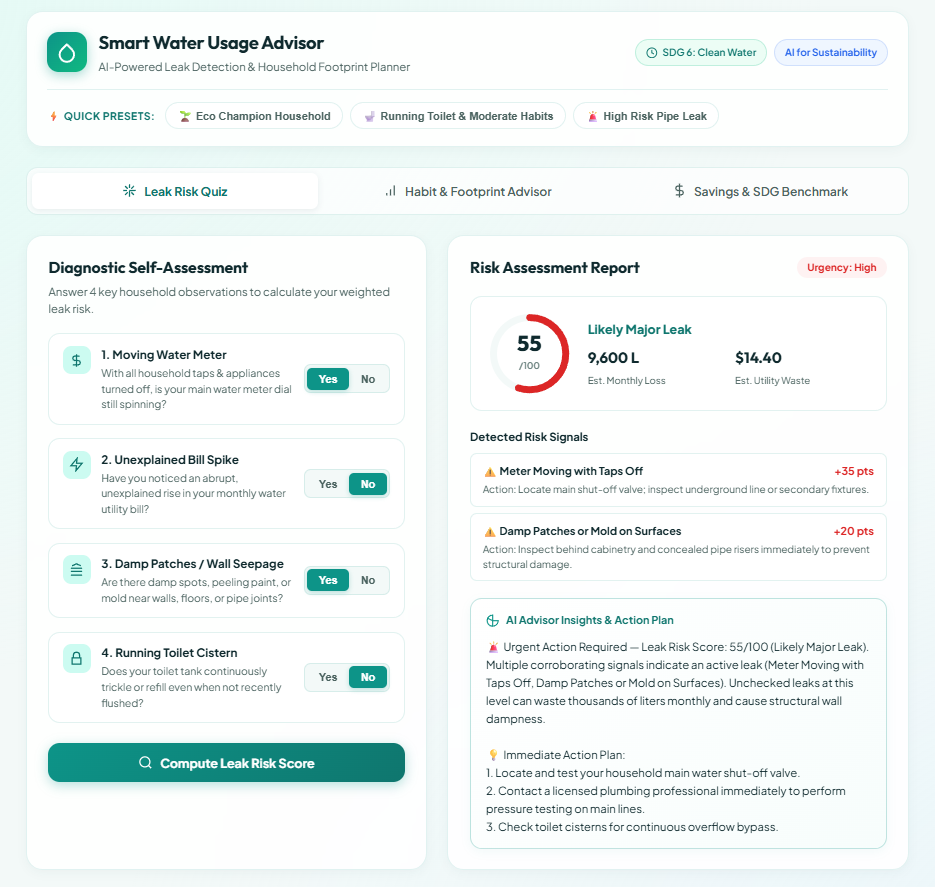 Smart Water Usage Advisor
AI-Powered Leak Detection & Household Footprint Planner
SDG 6: Clean Water
AI for Sustainability
QUICK PRESETS:
Eco Champion Household
Running Toilet & Moderate Habits
High Risk Pipe Leak
Leak Risk Quiz
Habit & Footprint Advisor
$ Savings & SDG Benchmark
Diagnostic Self-Assessment
Answer 4 key household observations to calculate your weighted
leak risk.
$
1. Moving Water Meter
With all household taps & appliances
turned off, is your main water meter dial
still spinning?
Yes No
2. Unexplained Bill Spike
Have you noticed an abrupt,
unexplained rise in your monthly water
utility bill?
Yes No
3. Damp Patches / Wall Seepage
Are there damp spots, peeling paint, or
mold near walls, floors, or pipe joints?
Yes No
4. Running Toilet Cistern
Does your toilet tank continuously
trickle or refill even when not recently
flushed?
Yes No
Compute Leak Risk Score
Risk Assessment Report
Urgency: High
55
/100
Likely Major Leak
9,600 L
Est. Monthly Loss
$14.40
Est. Utility Waste
Detected Risk Signals
Meter Moving with Taps Off
+35 pts
Action: Locate main shut-off valve; inspect underground line or secondary fixtures.
Damp Patches or Mold on Surfaces
+20 pts
Action: Inspect behind cabinetry and concealed pipe risers immediately to prevent
structural damage.
AI Advisor Insights & Action Plan
Urgent Action Required — Leak Risk Score: 55/100 (Likely Major Leak).
Multiple corroborating signals indicate an active leak (Meter Moving with
Taps Off, Damp Patches or Mold on Surfaces). Unchecked leaks at this
level can waste thousands of liters monthly and cause structural wall
dampness.
Immediate Action Plan:
1. Locate and test your household main water shut-off valve.
2. Contact a licensed plumbing professional immediately to perform
pressure testing on main lines.
3. Check toilet cisterns for continuous overflow bypass.